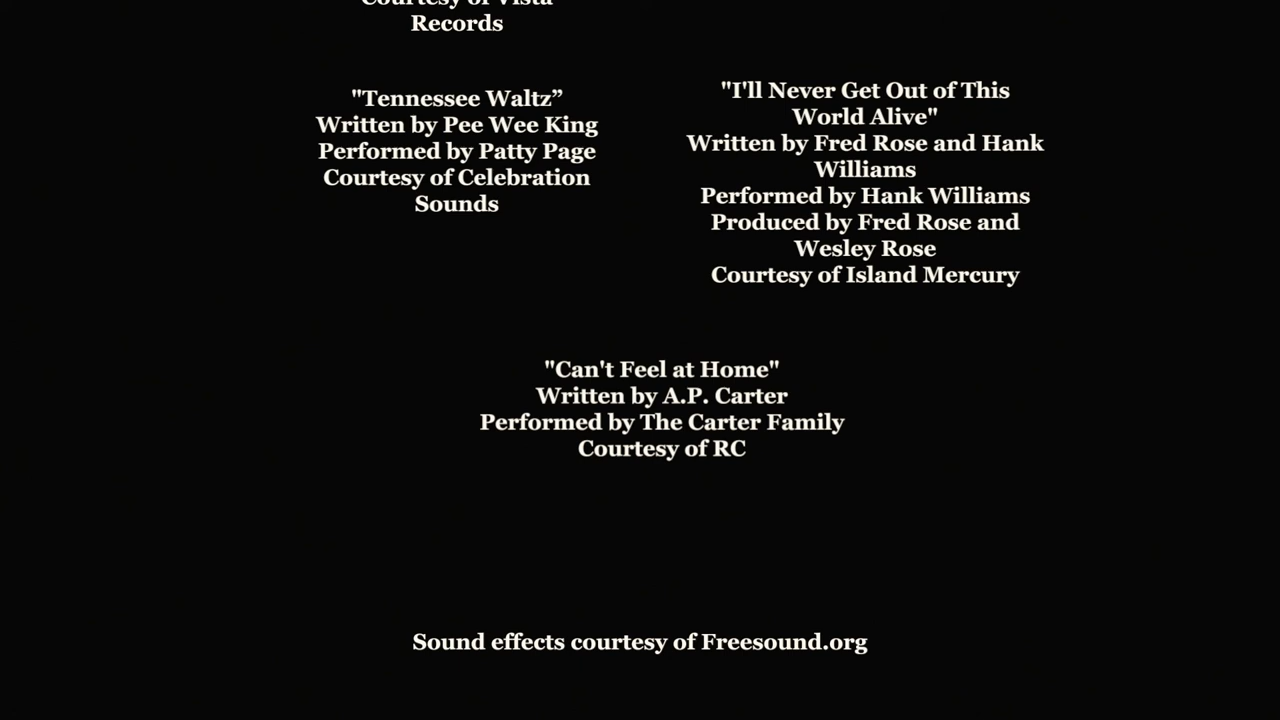 Courtesy of Vista
Records
"Tennessee Waltz”
Written by Pee Wee King
Performed by Patty Page
Courtesy of Celebration
Sounds
"I'll Never Get Out of This
World Alive"
Written by Fred Rose and Hank
Williams
Performed by Hank Williams
Produced by Fred Rose and
Wesley Rose
Courtesy of Island Mercury
"Can't Feel at Home"
Written by A.P. Carter
Performed by The Carter Family
Courtesy of RC
Sound effects courtesy of Freesound.org